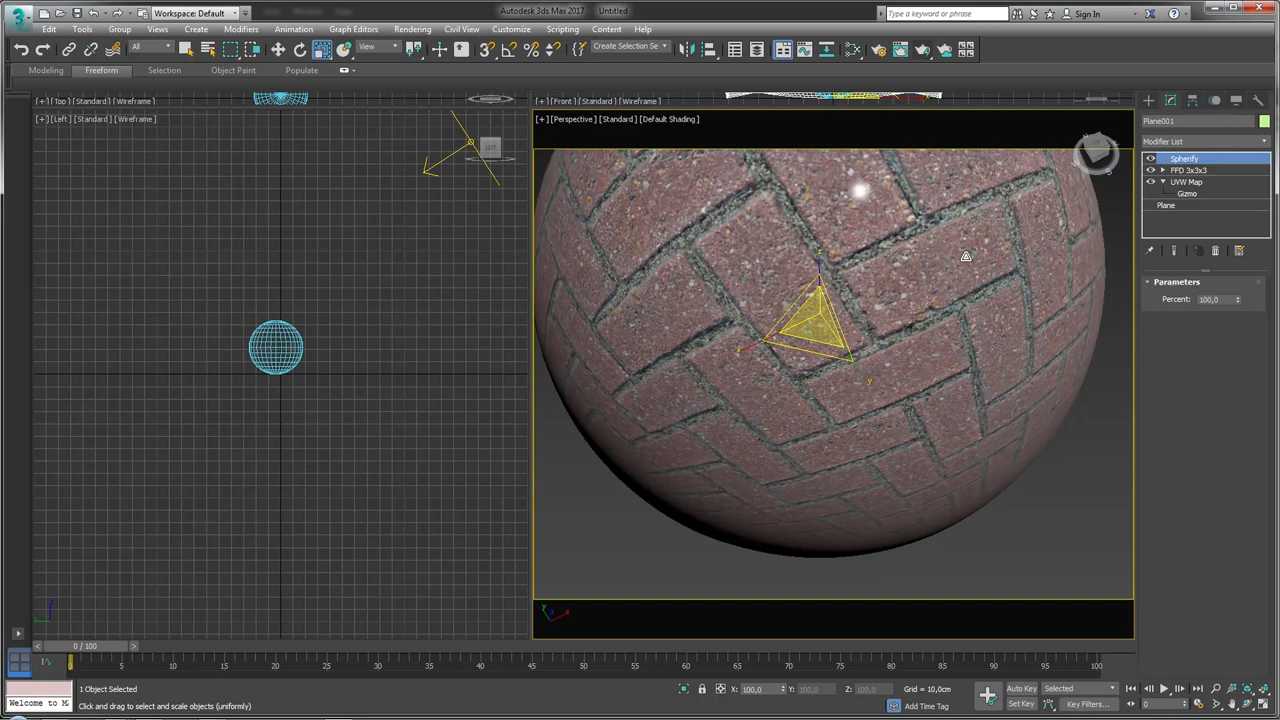 3 Workspace: Default Autodesk 3ds Max 2017 Untitled Type a keyword or phrase Sign In
Edit Tools Group Views Create Modifiers Animation Graph Editors Rendering Civil View Customize Scripting Content Help
All View Create Selection Se
Modeling Freeform Selection Object Paint Populate
[+] [Top] [Standard] [Wireframe]
[+] [Front] [Standard] [Wireframe]
[+] [Left] [Standard] [Wireframe]
[+] [Perspective] [Standard] [Default Shading]
Plane001
Modifier List
Spherify
FFD 3x3x3
UVW Map
Gizmo
Plane
Parameters
Percent: 100,0
z
y
z
y x
0 / 100
0 5 10 15 20 25 30 35 40 45 50 55 60 65 70 75 80 85 90 95 100
1 Object Selected X: 100,0 Y: 100,0 Z: 100,0 Grid = 10,0cm Auto Key Selected
Welcome to M Click and drag to select and scale objects (uniformly) Add Time Tag Set Key Key Filters... 0